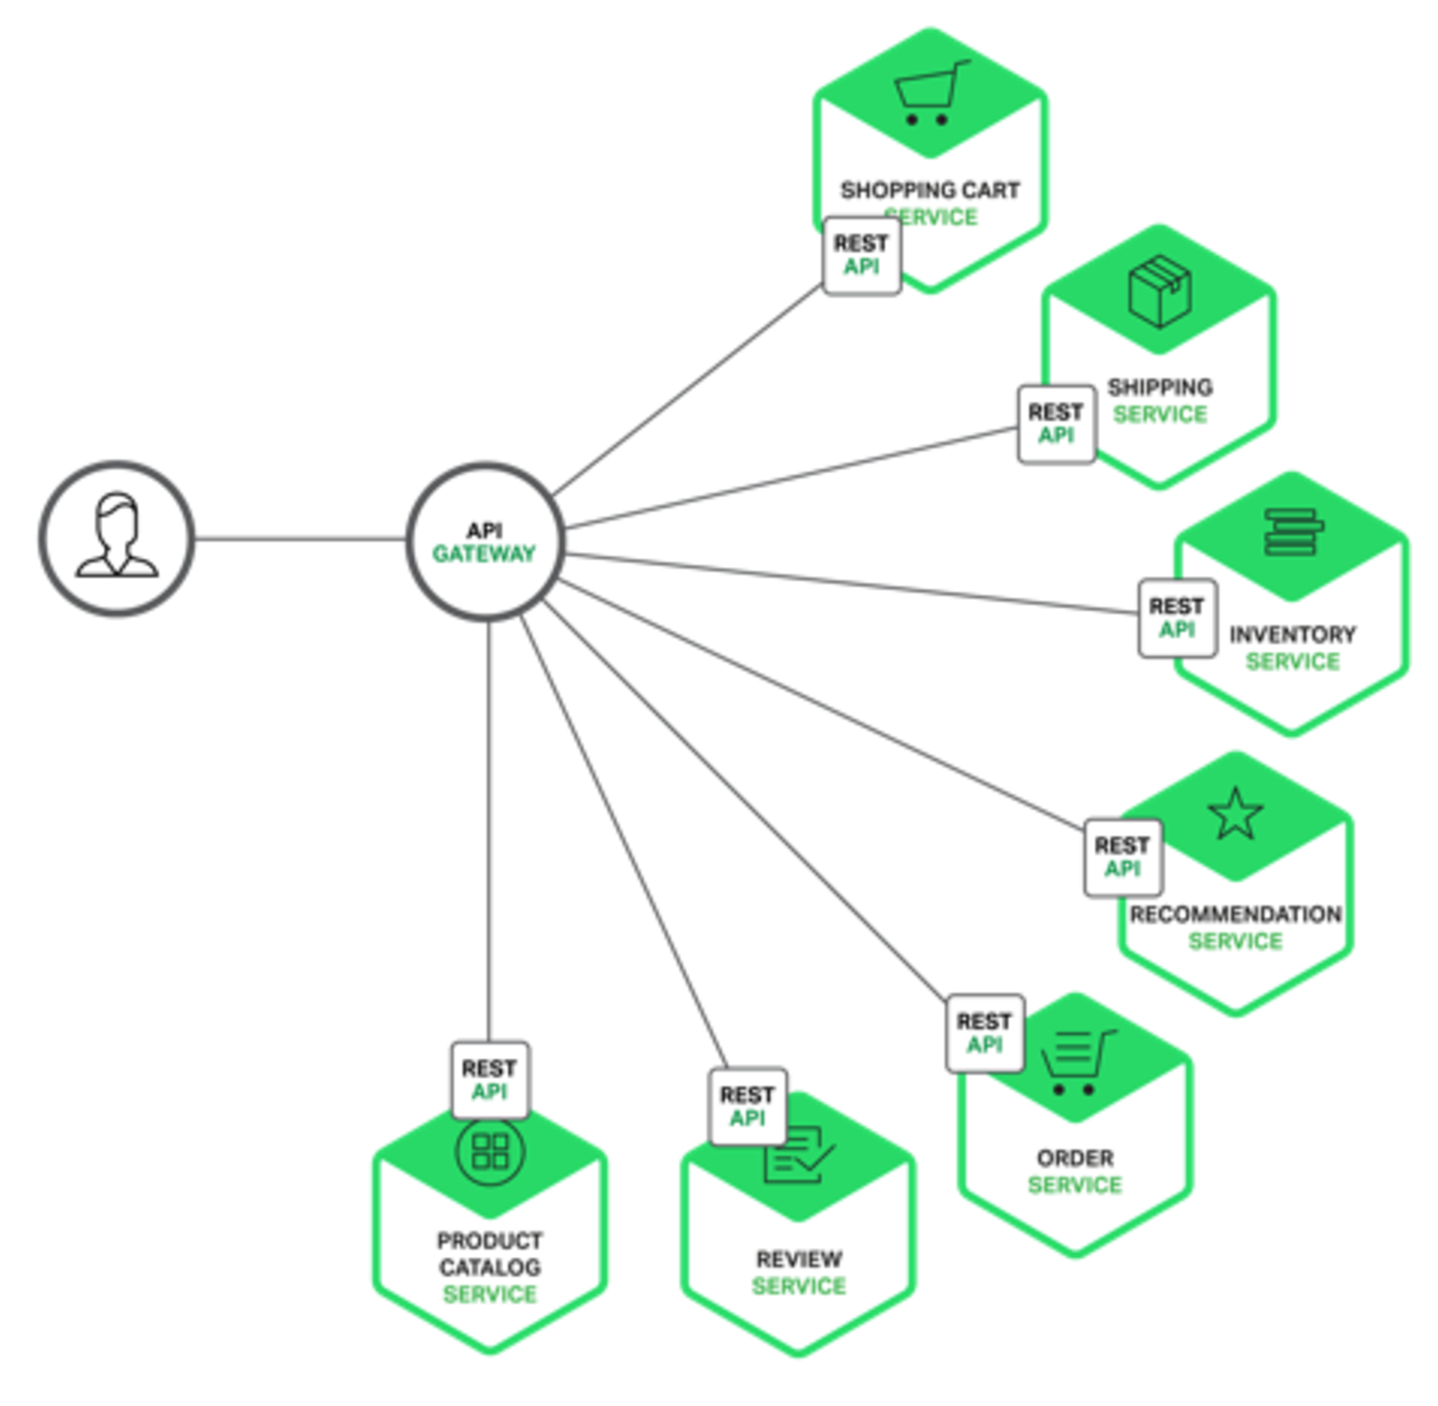 SHOPPING CART
SERVICE
REST
API
SHIPPING
SERVICE
REST
API
API
GATEWAY
INVENTORY
SERVICE
REST
API
RECOMMENDATION
SERVICE
REST
API
ORDER
SERVICE
REST
API
REVIEW
SERVICE
REST
API
PRODUCT
CATALOG
SERVICE
REST
API